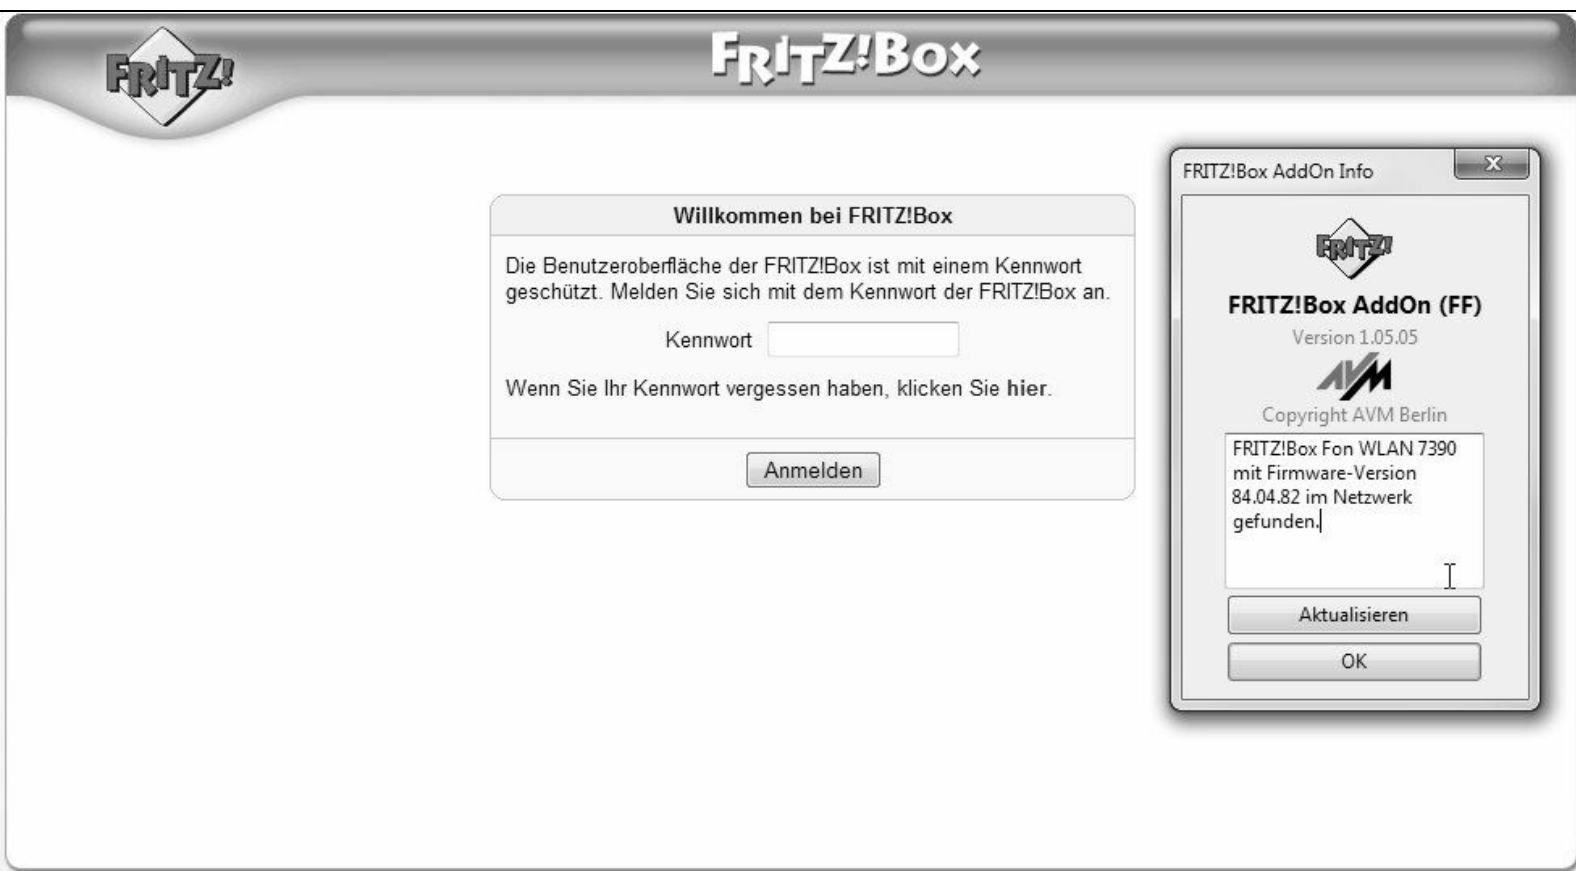 FRITZ!
FRITZ!Box
Willkommen bei FRITZ!Box
Die Benutzeroberfläche der FRITZ!Box ist mit einem Kennwort
geschützt. Melden Sie sich mit dem Kennwort der FRITZ!Box an.
Kennwort
Wenn Sie Ihr Kennwort vergessen haben, klicken Sie hier.
Anmelden
FRITZ!Box AddOn Info
X
FRITZ!
FRITZ!Box AddOn (FF)
Version 1.05.05
AVM
Copyright AVM Berlin
FRITZ!Box Fon WLAN 7390
mit Firmware-Version
84.04.82 im Netzwerk
gefunden.
Aktualisieren
OK